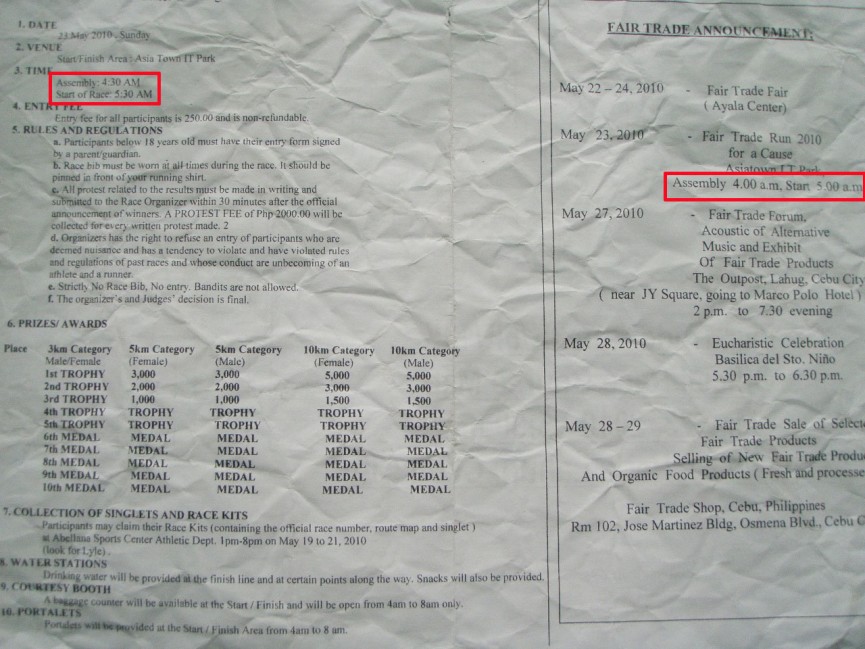 1. DATE
23 May 2010 . Sunday
2. VENUE
Start/Finish Area : Asia Town IT Park
3. TIME
Assembly: 4:30 AM
Start of Race: 5:30 AM
4. ENTRY FEE
Entry fee for all participants is 250.00 and is non-refundable.
5. RULES AND REGULATIONS
a. Participants below 18 years old must have their entry form signed
by a parent/guardian.
b. Race bib must be worn at all times during the race. It should be
pinned in front of your running shirt.
c. All protest related to the results must be made in writing and
submitted to the Race Organizer within 30 minutes after the official
announcement of winners. A PROTEST FEE of Php 2000.00 will be
collected for every written protest made. 2
d. Organizers has the right to refuse an entry of participants who are
deemed nuisance and has a tendency to violate and have violated rules
and regulations of past races and whose conduct are unbecoming of an
athlete and a runner.
e. Strictly No Race Bib, No entry. Bandits are not allowed.
f. The organizer's and Judges' decision is final.
6. PRIZES/ AWARDS
Place 3km Category 5km Category 5km Category 10km Category 10km Category
Male/Female (Female) (Male) (Female) (Male)
1st TROPHY 3,000 3,000 5,000 5,000
2nd TROPHY 2,000 2,000 3,000 3,000
3rd TROPHY 1,000 1,000 1,500 1,500
4th TROPHY TROPHY TROPHY TROPHY TROPHY
5th TROPHY TROPHY TROPHY TROPHY TROPHY
6th MEDAL MEDAL MEDAL MEDAL MEDAL
7th MEDAL MEDAL MEDAL MEDAL MEDAL
8th MEDAL MEDAL MEDAL MEDAL MEDAL
9th MEDAL MEDAL MEDAL MEDAL MEDAL
10th MEDAL MEDAL MEDAL MEDAL MEDAL
7. COLLECTION OF SINGLETS AND RACE KITS
Participants may claim their Race Kits (containing the official race number, route map and singlet )
at Abellana Sports Center Athletic Dept. 1pm-8pm on May 19 to 21, 2010
(look for Lyle) .
8. WATER STATIONS
Drinking water will be provided at the finish line and at certain points along the way. Snacks will also be provided.
9. COURTESY BOOTH
A baggage counter will be available at the Start / Finish and will be open from 4am to 8am only.
10. PORTALETS
Portalets will be provided at the Start / Finish Area from 4am to 8 am.
FAIR TRADE ANNOUNCEMENT:
May 22 – 24, 2010 - Fair Trade Fair
( Ayala Center)
May 23, 2010 - Fair Trade Run 2010
for a Cause
Asiatown I.T Park
Assembly 4.00 a.m, Start 5.00 a.m
May 27, 2010 - Fair Trade Forum,
Acoustic of Alternative
Music and Exhibit
Of Fair Trade Products
The Outpost, Lahug, Cebu City
( near JY Square, going to Marco Polo Hotel )
2 p.m. to 7.30 evening
May 28, 2010 - Eucharistic Celebration
Basilica del Sto. Niño
5.30 p.m. to 6.30 p.m.
May 28 – 29 - Fair Trade Sale of Select
Fair Trade Products
Selling of New Fair Trade Produ
And Organic Food Products ( Fresh and processe
Fair Trade Shop, Cebu, Philippines
Rm 102, Jose Martinez Bldg, Osmena Blvd., Cebu C